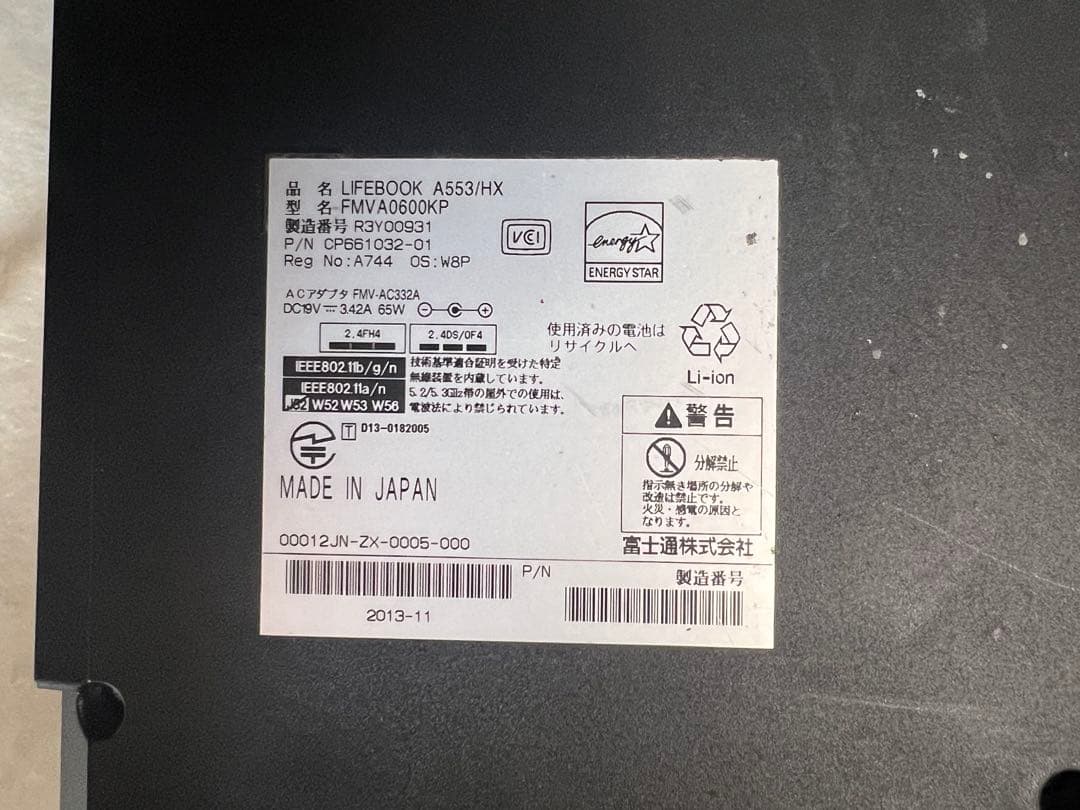 品 名 LIFEBOOK A553/HX
型 名 FMVA0600KP
製造番号 R3Y00931
P/N CP661032-01
Reg No:A744 OS:W8P
VCI
energy
ENERGY STAR
ACアダプタ FMV-AC332A
DC19V 3.42A 65W
2.4FH4
2.4DS/OF4
IEEE802.11b/g/n
IEEE802.11a/n
J52 W52 W53 W56
技術基準適合証明を受けた特定
無線装置を内蔵しています。
5.2/5.3GHz帯の屋外での使用は、
電波法により禁じられています。
使用済みの電池は
リサイクルへ
Li-ion
T D13-0182005
MADE IN JAPAN
警告
分解禁止
指示無き場所の分解や
改造は禁止です。
火災・感電の原因と
なります。
00012JN-ZX-0005-000
富士通株式会社
P/N
製造番号
2013-11